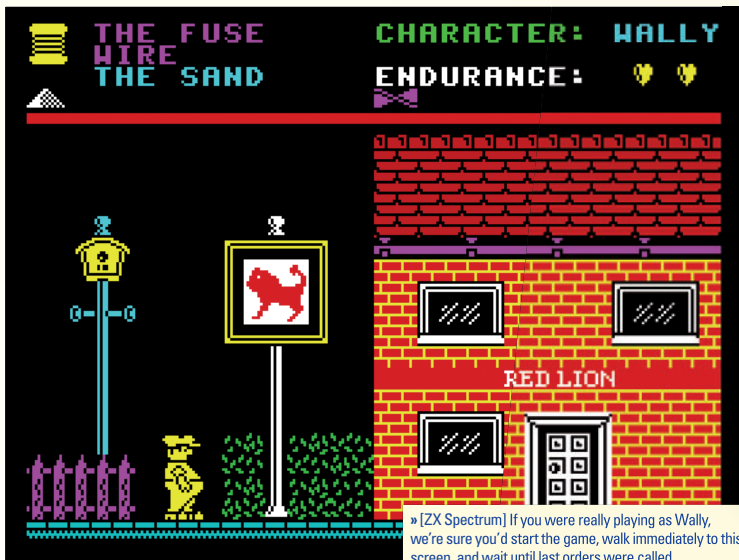 THE FUSE
WIRE
THE SAND
CHARACTER: WALLY
ENDURANCE:
RED LION
» [ZX Spectrum] If you were really playing as Wally,
we're sure you'd start the game, walk immediately to this
screen, and wait until last orders were called.